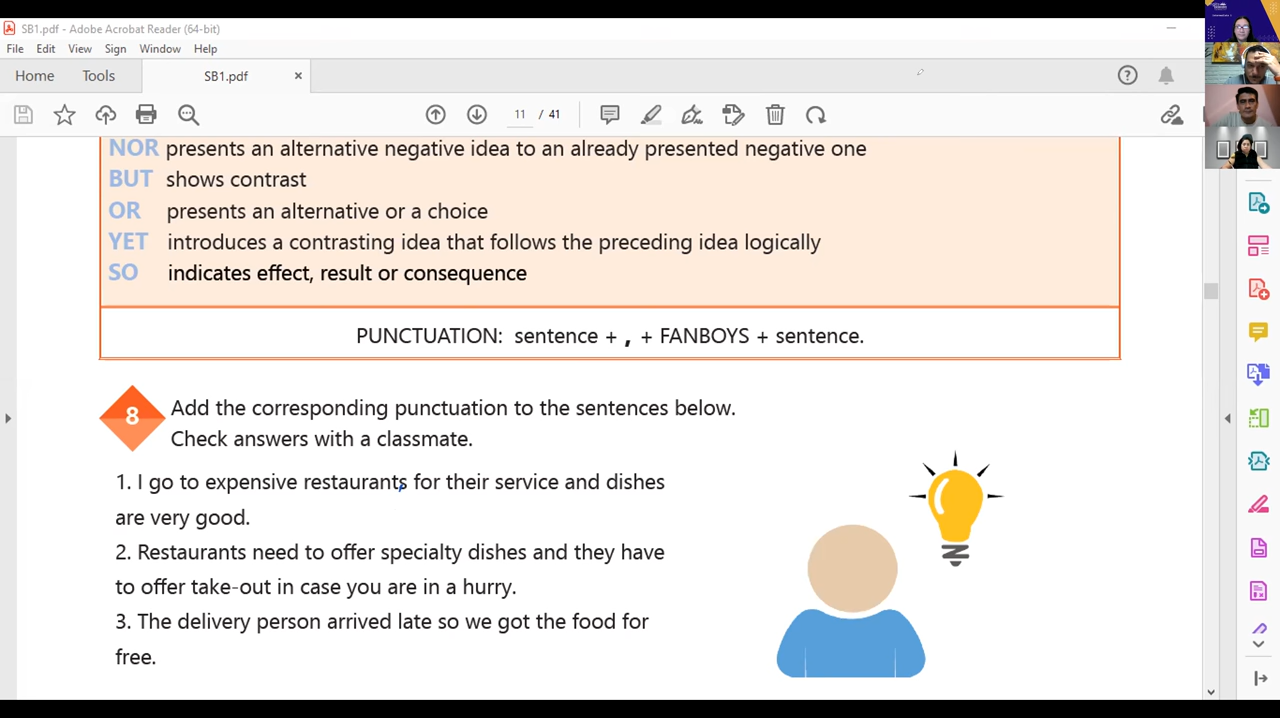 SB1.pdf - Adobe Acrobat Reader (64-bit)
File Edit View Sign Window Help
Home Tools SB1.pdf ×
11 / 41
NOR presents an alternative negative idea to an already presented negative one
BUT shows contrast
OR presents an alternative or a choice
YET introduces a contrasting idea that follows the preceding idea logically
SO indicates effect, result or consequence
PUNCTUATION: sentence + , + FANBOYS + sentence.
8 Add the corresponding punctuation to the sentences below.
Check answers with a classmate.
1. I go to expensive restaurants, for their service and dishes
are very good.
2. Restaurants need to offer specialty dishes and they have
to offer take-out in case you are in a hurry.
3. The delivery person arrived late so we got the food for
free.